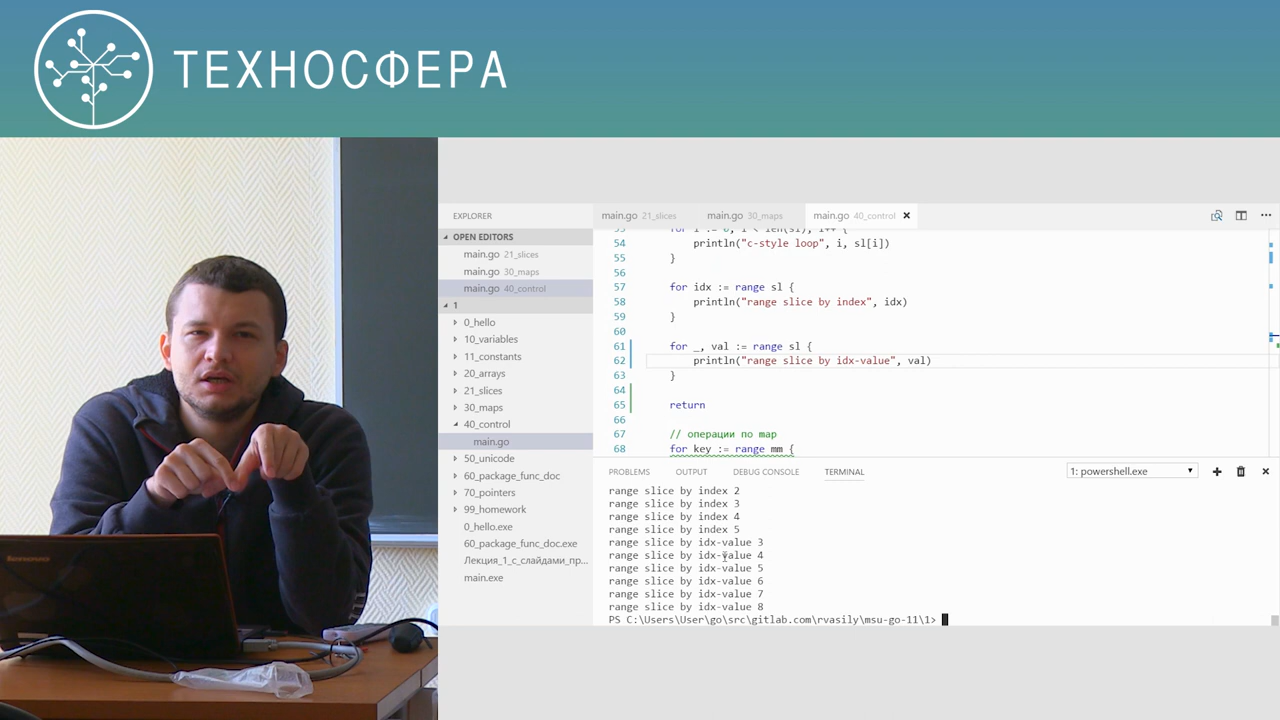 ТЕХНОСФЕРА
EXPLORER
OPEN EDITORS
main.go 21_slices
main.go 30_maps
main.go 40_control
1
0_hello
10_variables
11_constants
20_arrays
21_slices
30_maps
40_control
main.go
50_unicode
60_package_func_doc
70_pointers
99_homework
0_hello.exe
60_package_func_doc.exe
Лекция_1_с_слайдами_пр...
main.exe
main.go 21_slices main.go 30_maps main.go 40_control
53 for i := 0; i < len(sl); i++ {
54 println("c-style loop", i, sl[i])
55 }
56
57 for idx := range sl {
58 println("range slice by index", idx)
59 }
60
61 for _, val := range sl {
62 println("range slice by idx-value", val)
63 }
64
65 return
66
67 // операции по map
68 for key := range mm {
PROBLEMS OUTPUT DEBUG CONSOLE TERMINAL 1: powershell.exe
range slice by index 2
range slice by index 3
range slice by index 4
range slice by index 5
range slice by idx-value 3
range slice by idx-value 4
range slice by idx-value 5
range slice by idx-value 6
range slice by idx-value 7
range slice by idx-value 8
PS C:\Users\User\go\src\gitlab.com\rvasily\msu-go-11\1>